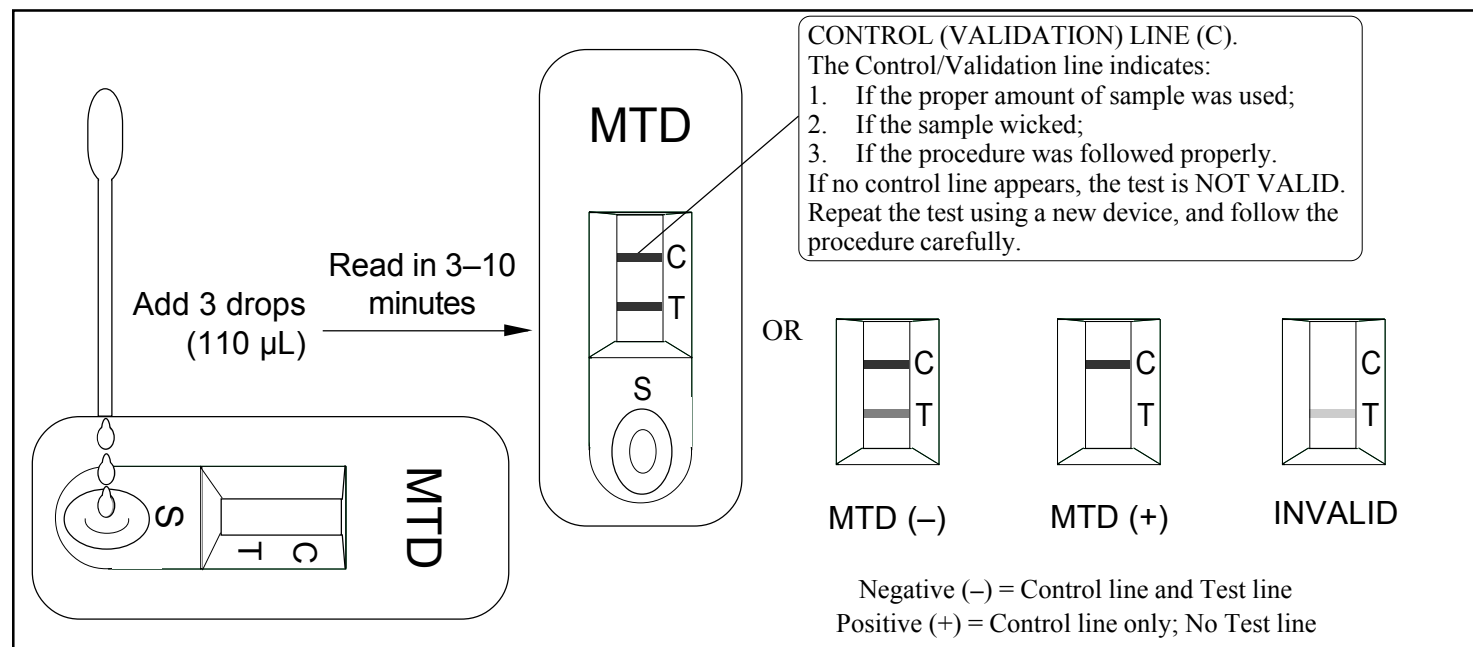 CONTROL (VALIDATION) LINE (C).
The Control/Validation line indicates:
1. If the proper amount of sample was used;
2. If the sample wicked;
3. If the procedure was followed properly.
If no control line appears, the test is NOT VALID.
Repeat the test using a new device, and follow the
procedure carefully.
MTD
C
T
S
Read in 3–10
minutes
Add 3 drops
(110 µL)
S
T
C
MTD
OR
C
T
MTD (–)
C
T
MTD (+)
C
T
INVALID
Negative (–) = Control line and Test line
Positive (+) = Control line only; No Test line